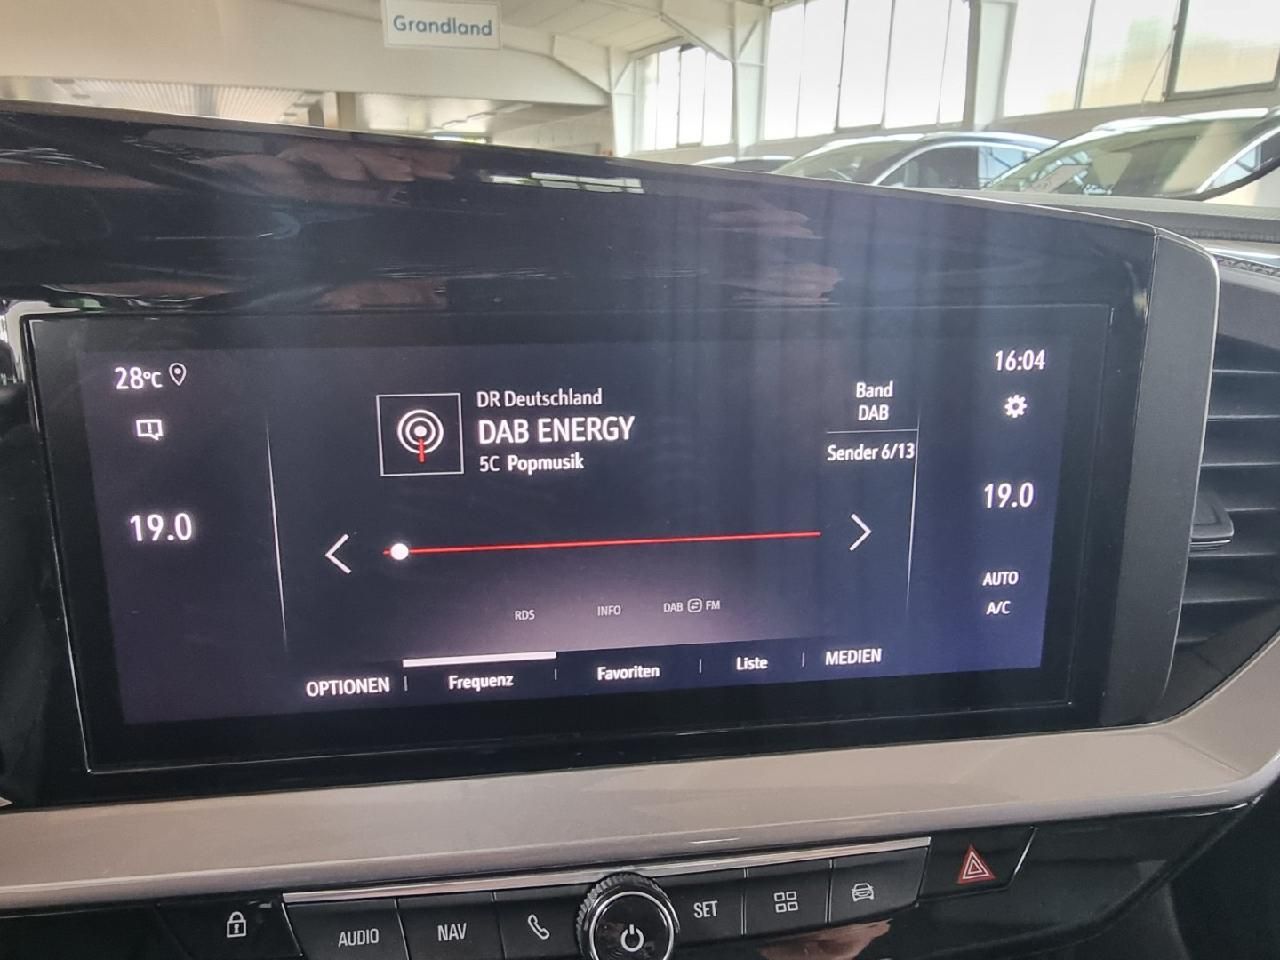 Grandland
28°C
19.0
DR Deutschland
DAB ENERGY
5C Popmusik
Band
DAB
Sender 6/13
16:04
19.0
AUTO
A/C
RDS
INFO
DAB FM
OPTIONEN
Frequenz
Favoriten
Liste
MEDIEN
AUDIO
NAV
SET